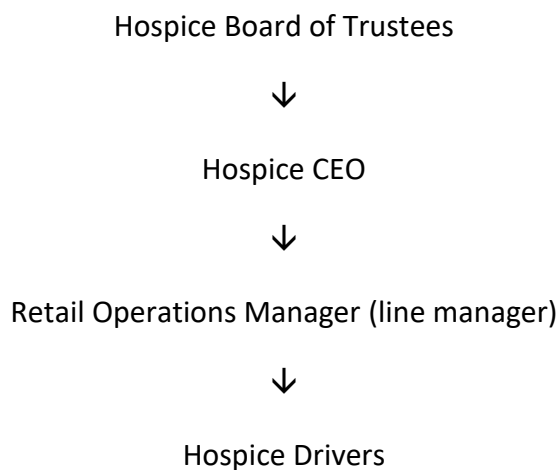 Hospice Board of Trustees
↓
Hospice CEO
↓
Retail Operations Manager (line manager)
↓
Hospice Drivers